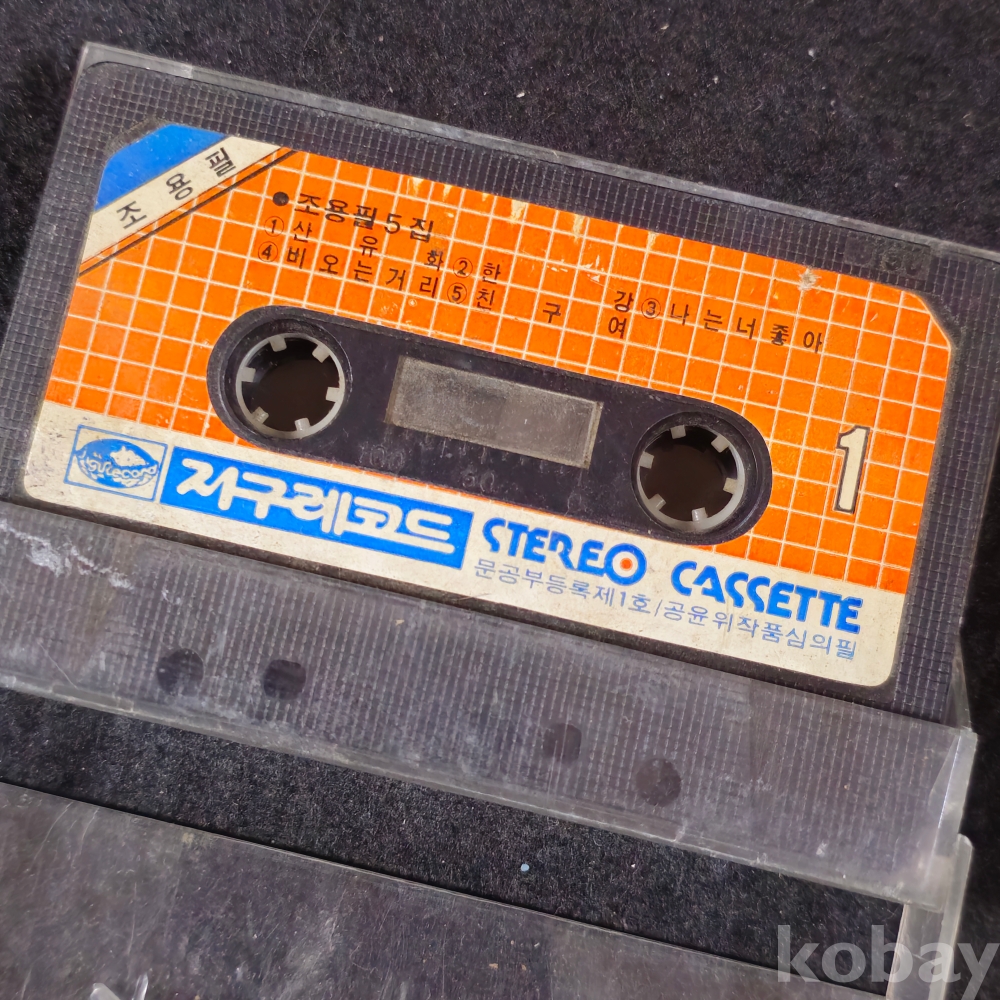 조용필
• 조용필 5 집
① 산 유 화 ② 한 강 ③ 나 는 너 좋 아
④ 비 오 는 거 리 ⑤ 친 구 여
1
jigu record
지구레코드
STEREO CASSETTE
문공부등록제1호/공윤위작품심의필
kobay